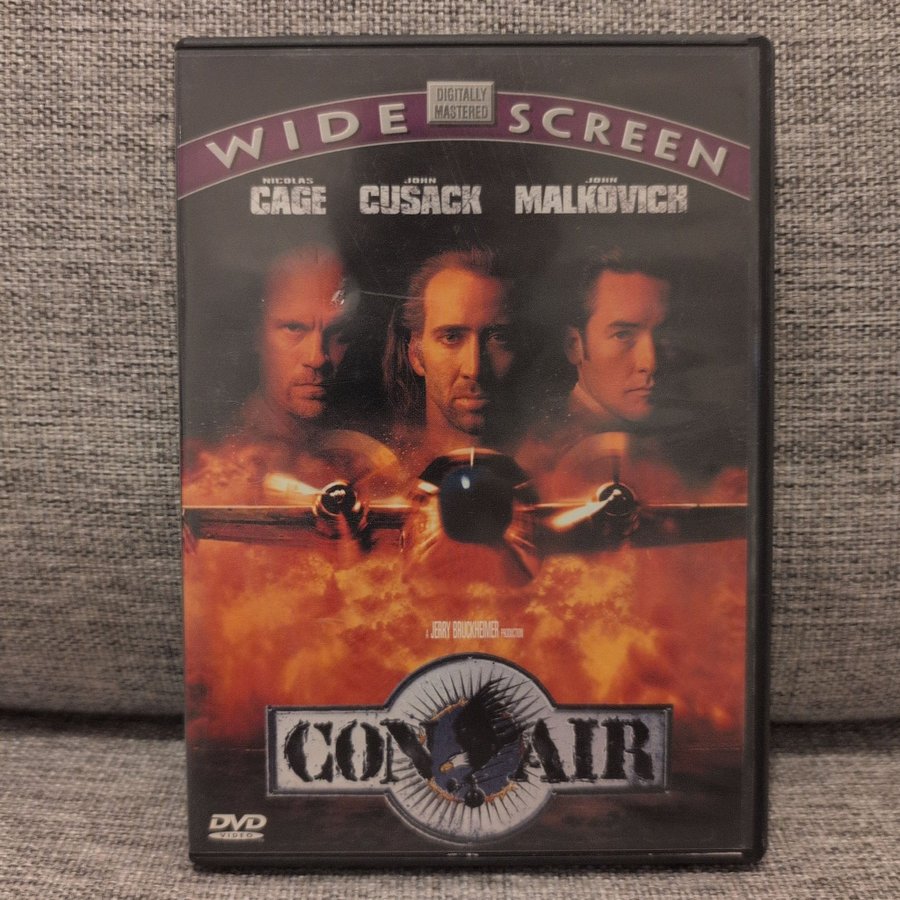 DIGITALLY
MASTERED
WIDE SCREEN
NICOLAS JOHN JOHN
CAGE CUSACK MALKOVICH
A JERRY BRUCKHEIMER PRODUCTION
CON AIR
DVD
VIDEO